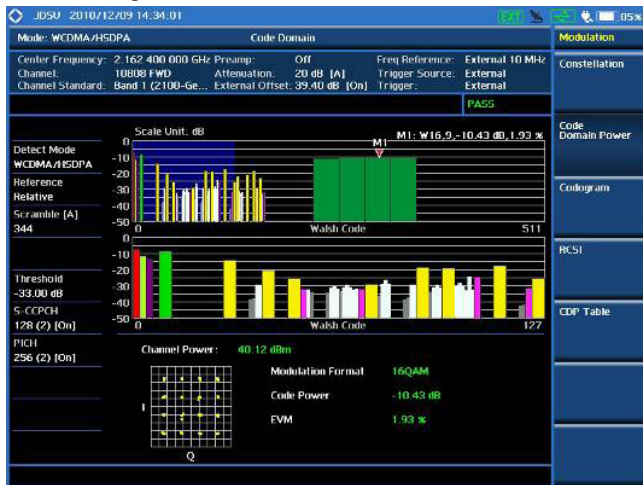 JDSU 2010/12/09 14:34:01 EXT 05%
Mode: WCDMA/HSDPA Code Domain Modulation
Center Frequency: 2.162 400 000 GHz Preamp: Off Freq Reference: External 10 MHz
Channel: 10808 FWD Attenuation: 20 dB [A] Trigger Source: External
Channel Standard: Band 1 (2100-Ge... External Offset: 39.40 dB [On] Trigger: External
PASS
Constellation
Code
Domain Power
Codogram
RCSI
CDP Table
Detect Mode
WCDMA/HSDPA
Reference
Relative
Scramble [A]
344
Threshold
-33.00 dB
S-CCPCH
128 (2) [On]
PICH
256 (2) [On]
Scale Unit: dB M1: W16,9,-10.43 dB,1.93 %
M1
0
-10
-20
-30
-40
-50
0 Walsh Code 511
0
-10
-20
-30
-40
-50
0 Walsh Code 127
Channel Power: 40.12 dBm
Modulation Format 16QAM
Code Power -10.43 dB
EVM 1.93 %
I
Q